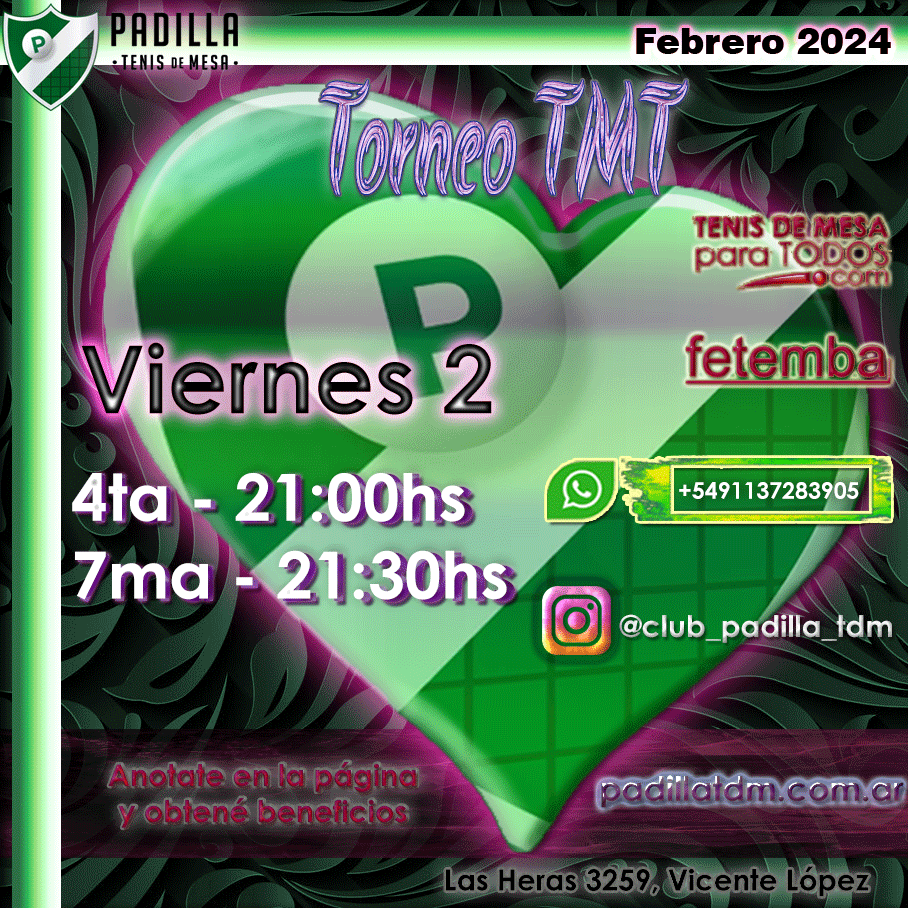 P
PADILLA
· TENIS DE MESA ·
Febrero 2024
Torneo TMT
TENIS DE MESA
para TODOS
.com
P
fetemba
Viernes 2
4ta - 21:00hs
+5491137283905
7ma - 21:30hs
@club_padilla_tdm
Anotate en la página
y obtené beneficios
padillatdm.com.ar
Las Heras 3259, Vicente López